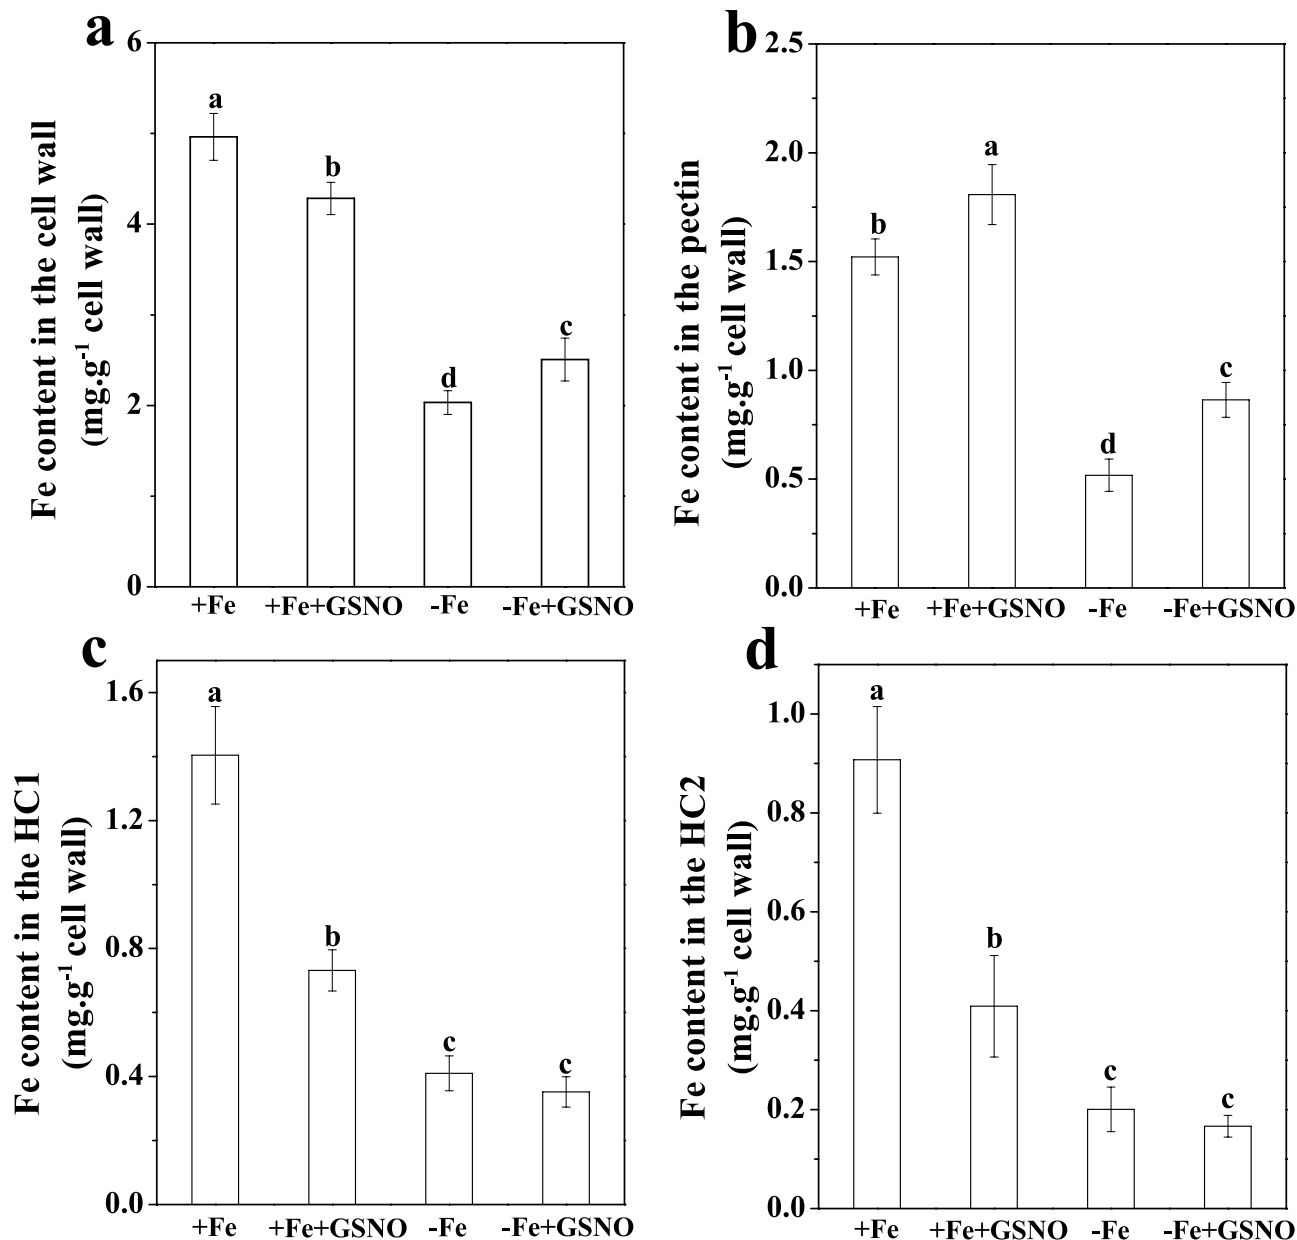 a
Fe content in the cell wall
(mg.g⁻¹ cell wall)
6
4
2
0
a
b
d
c
+Fe
+Fe+GSNO
-Fe
-Fe+GSNO
b
Fe content in the pectin
(mg.g⁻¹ cell wall)
2.5
2.0
1.5
1.0
0.5
0.0
b
a
d
c
+Fe
+Fe+GSNO
-Fe
-Fe+GSNO
c
Fe content in the HC1
(mg.g⁻¹ cell wall)
1.6
1.2
0.8
0.4
0.0
a
b
c
c
+Fe
+Fe+GSNO
-Fe
-Fe+GSNO
d
Fe content in the HC2
(mg.g⁻¹ cell wall)
1.0
0.8
0.6
0.4
0.2
0.0
a
b
c
c
+Fe
+Fe+GSNO
-Fe
-Fe+GSNO